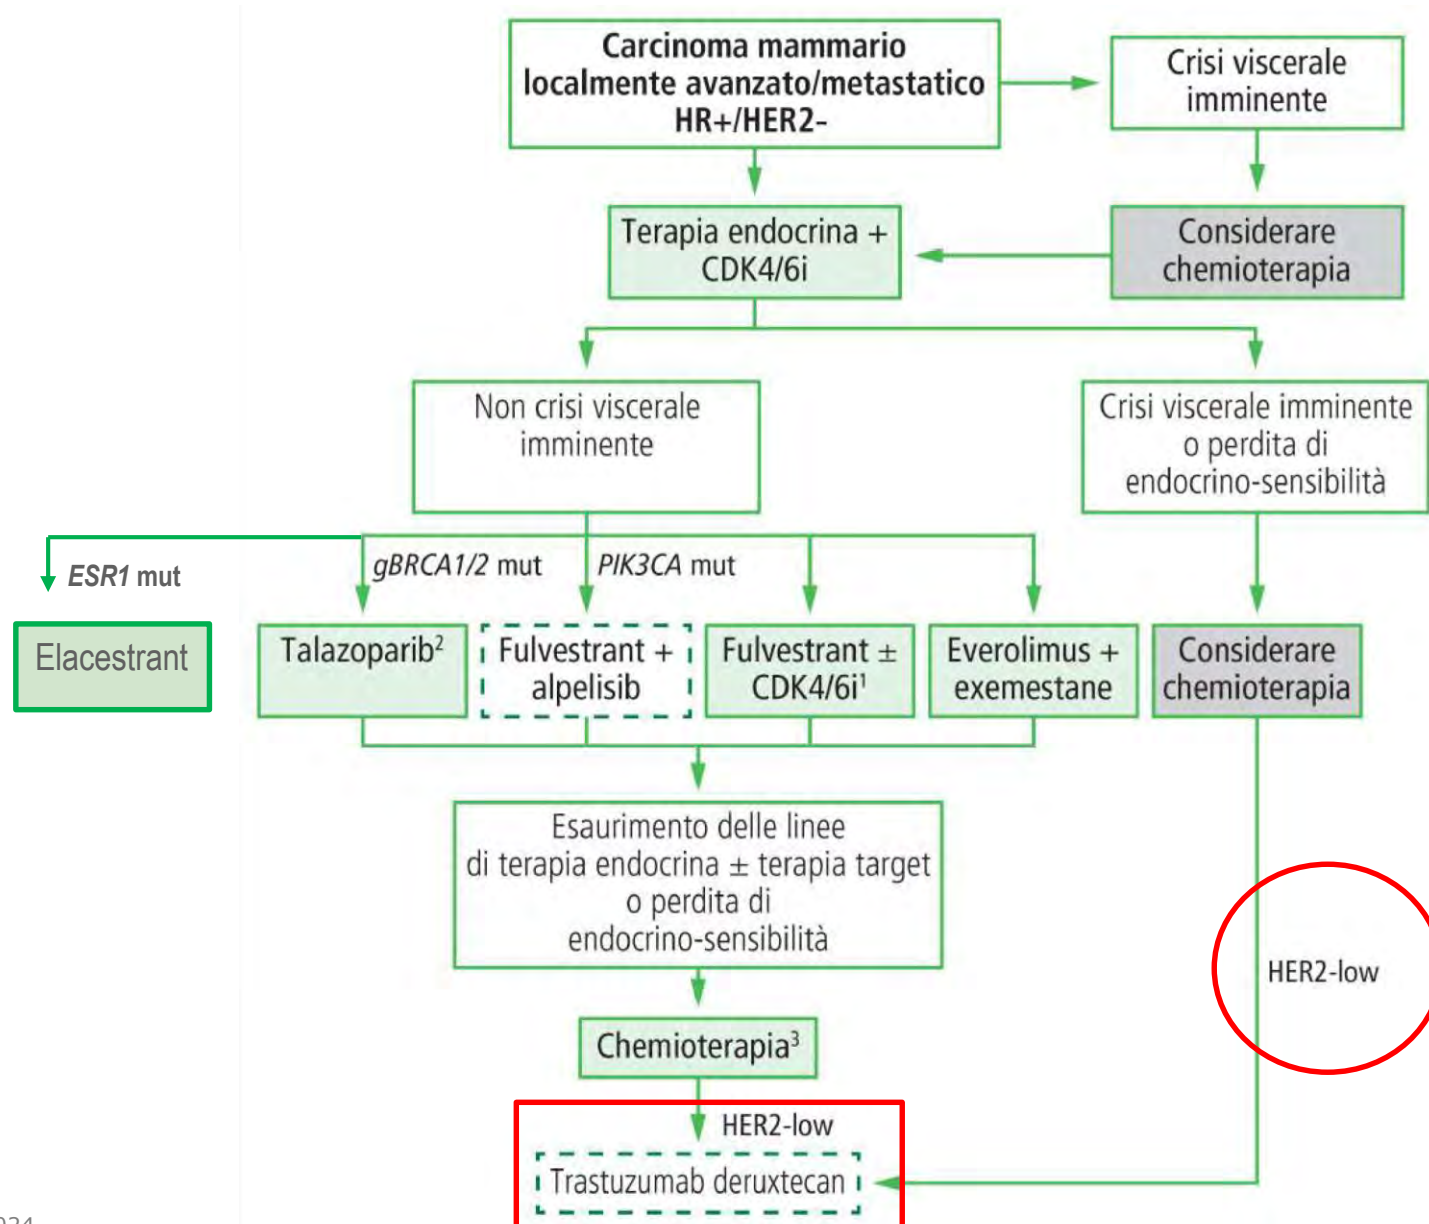 Carcinoma mammario
localmente avanzato/metastatico
HR+/HER2-
Crisi viscerale
imminente
Terapia endocrina +
CDK4/6i
Considerare
chemioterapia
Non crisi viscerale
imminente
Crisi viscerale imminente
o perdita di
endocrino-sensibilità
ESR1 mut
gBRCA1/2 mut
PIK3CA mut
Elacestrant
Talazoparib²
Fulvestrant +
alpelisib
Fulvestrant ±
CDK4/6i¹
Everolimus +
exemestane
Considerare
chemioterapia
Esaurimento delle linee
di terapia endocrina ± terapia target
o perdita di
endocrino-sensibilità
HER2-low
Chemioterapia³
HER2-low
Trastuzumab deruxtecan